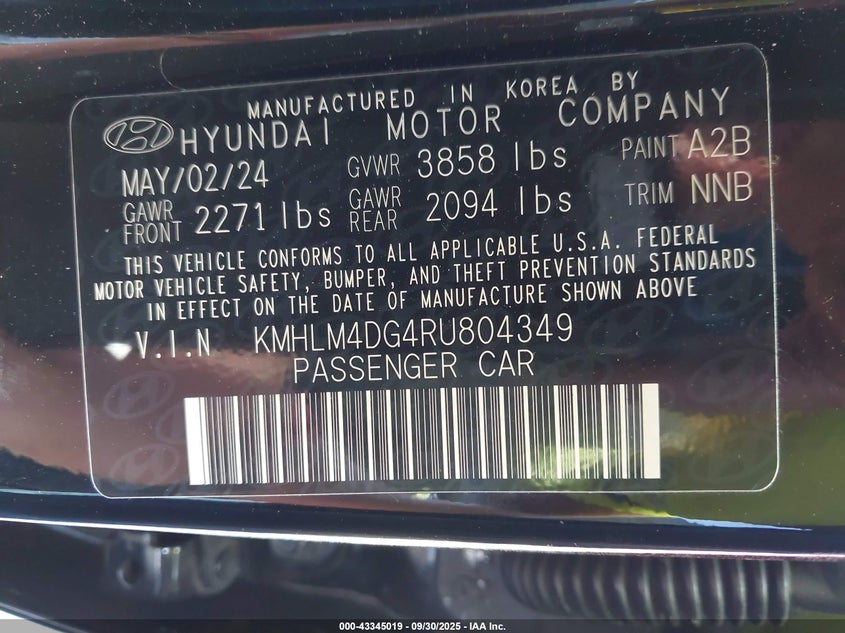 MANUFACTURED IN KOREA BY
HYUNDAI MOTOR COMPANY
MAY/02/24 GVWR 3858 lbs PAINT A2B
GAWR FRONT 2271 lbs GAWR REAR 2094 lbs TRIM NNB
THIS VEHICLE CONFORMS TO ALL APPLICABLE U.S.A. FEDERAL
MOTOR VEHICLE SAFETY, BUMPER, AND THEFT PREVENTION STANDARDS
IN EFFECT ON THE DATE OF MANUFACTURE SHOWN ABOVE
V.I.N KMHLM4DG4RU804349
PASSENGER CAR
000-43345019 - 09/30/2025 - IAA Inc.